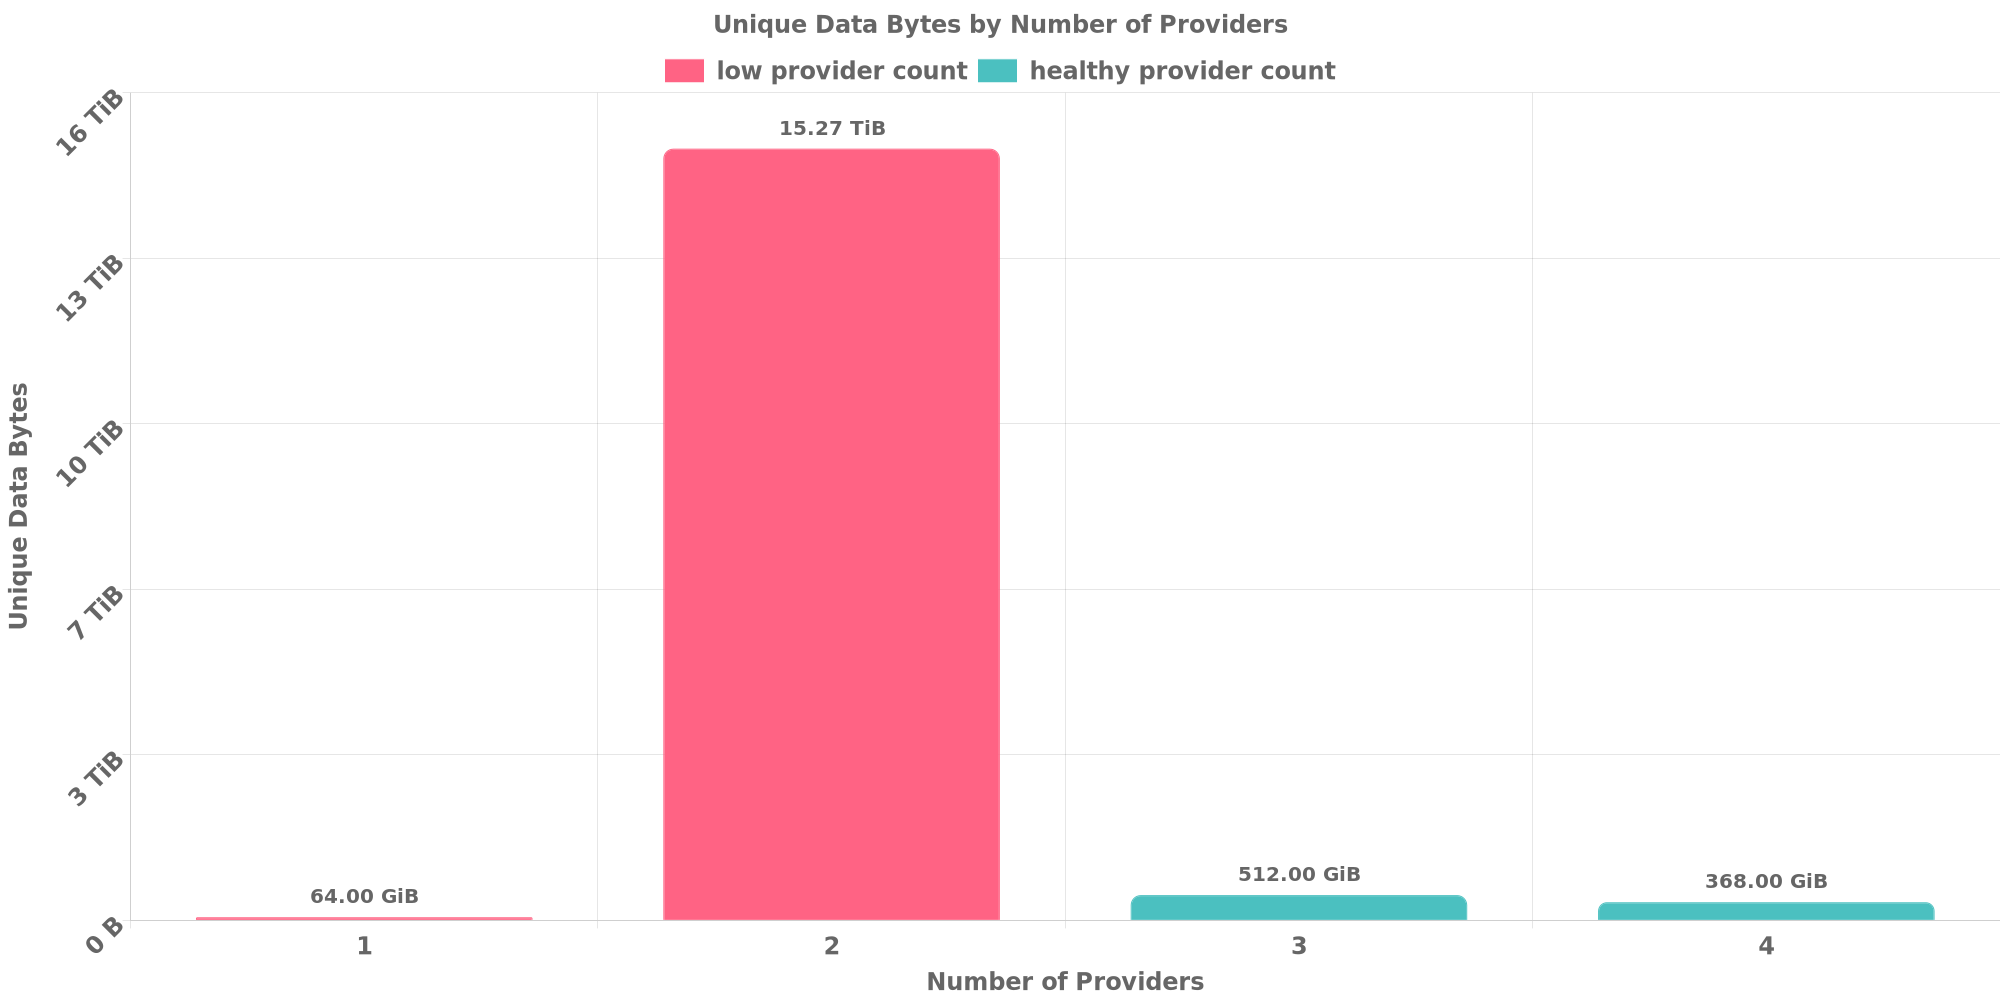 Unique Data Bytes by Number of Providers
low provider count healthy provider count
16 TiB
13 TiB
10 TiB
7 TiB
3 TiB
0 B
Unique Data Bytes
15.27 TiB
64.00 GiB
512.00 GiB
368.00 GiB
1 2 3 4
Number of Providers